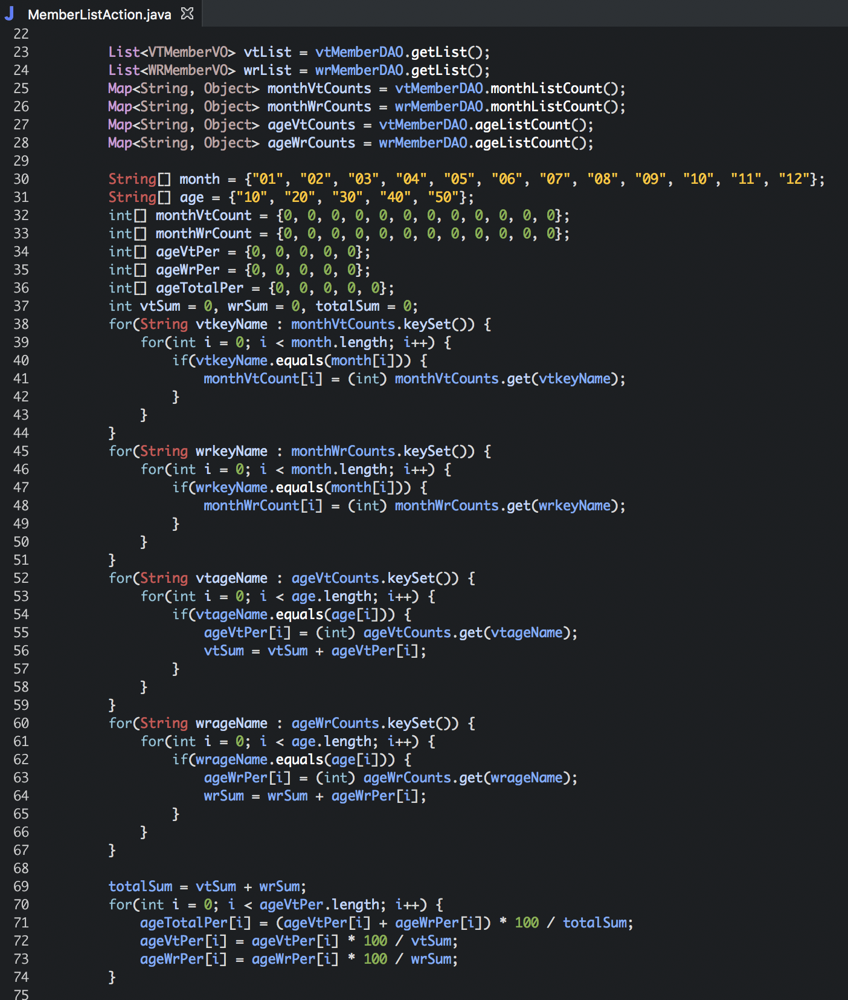 MemberListAction.java
22
23 List<VTMemberVO> vtList = vtMemberDAO.getList();
24 List<WRMemberVO> wrList = wrMemberDAO.getList();
25 Map<String, Object> monthVtCounts = vtMemberDAO.monthListCount();
26 Map<String, Object> monthWrCounts = wrMemberDAO.monthListCount();
27 Map<String, Object> ageVtCounts = vtMemberDAO.ageListCount();
28 Map<String, Object> ageWrCounts = wrMemberDAO.ageListCount();
29
30 String[] month = {"01", "02", "03", "04", "05", "06", "07", "08", "09", "10", "11", "12"};
31 String[] age = {"10", "20", "30", "40", "50"};
32 int[] monthVtCount = {0, 0, 0, 0, 0, 0, 0, 0, 0, 0, 0, 0};
33 int[] monthWrCount = {0, 0, 0, 0, 0, 0, 0, 0, 0, 0, 0, 0};
34 int[] ageVtPer = {0, 0, 0, 0, 0};
35 int[] ageWrPer = {0, 0, 0, 0, 0};
36 int[] ageTotalPer = {0, 0, 0, 0, 0};
37 int vtSum = 0, wrSum = 0, totalSum = 0;
38 for(String vtkeyName : monthVtCounts.keySet()) {
39 for(int i = 0; i < month.length; i++) {
40 if(vtkeyName.equals(month[i])) {
41 monthVtCount[i] = (int) monthVtCounts.get(vtkeyName);
42 }
43 }
44 }
45 for(String wrkeyName : monthWrCounts.keySet()) {
46 for(int i = 0; i < month.length; i++) {
47 if(wrkeyName.equals(month[i])) {
48 monthWrCount[i] = (int) monthWrCounts.get(wrkeyName);
49 }
50 }
51 }
52 for(String vtageName : ageVtCounts.keySet()) {
53 for(int i = 0; i < age.length; i++) {
54 if(vtageName.equals(age[i])) {
55 ageVtPer[i] = (int) ageVtCounts.get(vtageName);
56 vtSum = vtSum + ageVtPer[i];
57 }
58 }
59 }
60 for(String wrageName : ageWrCounts.keySet()) {
61 for(int i = 0; i < age.length; i++) {
62 if(wrageName.equals(age[i])) {
63 ageWrPer[i] = (int) ageWrCounts.get(wrageName);
64 wrSum = wrSum + ageWrPer[i];
65 }
66 }
67 }
68
69 totalSum = vtSum + wrSum;
70 for(int i = 0; i < ageVtPer.length; i++) {
71 ageTotalPer[i] = (ageVtPer[i] + ageWrPer[i]) * 100 / totalSum;
72 ageVtPer[i] = ageVtPer[i] * 100 / vtSum;
73 ageWrPer[i] = ageWrPer[i] * 100 / wrSum;
74 }
75